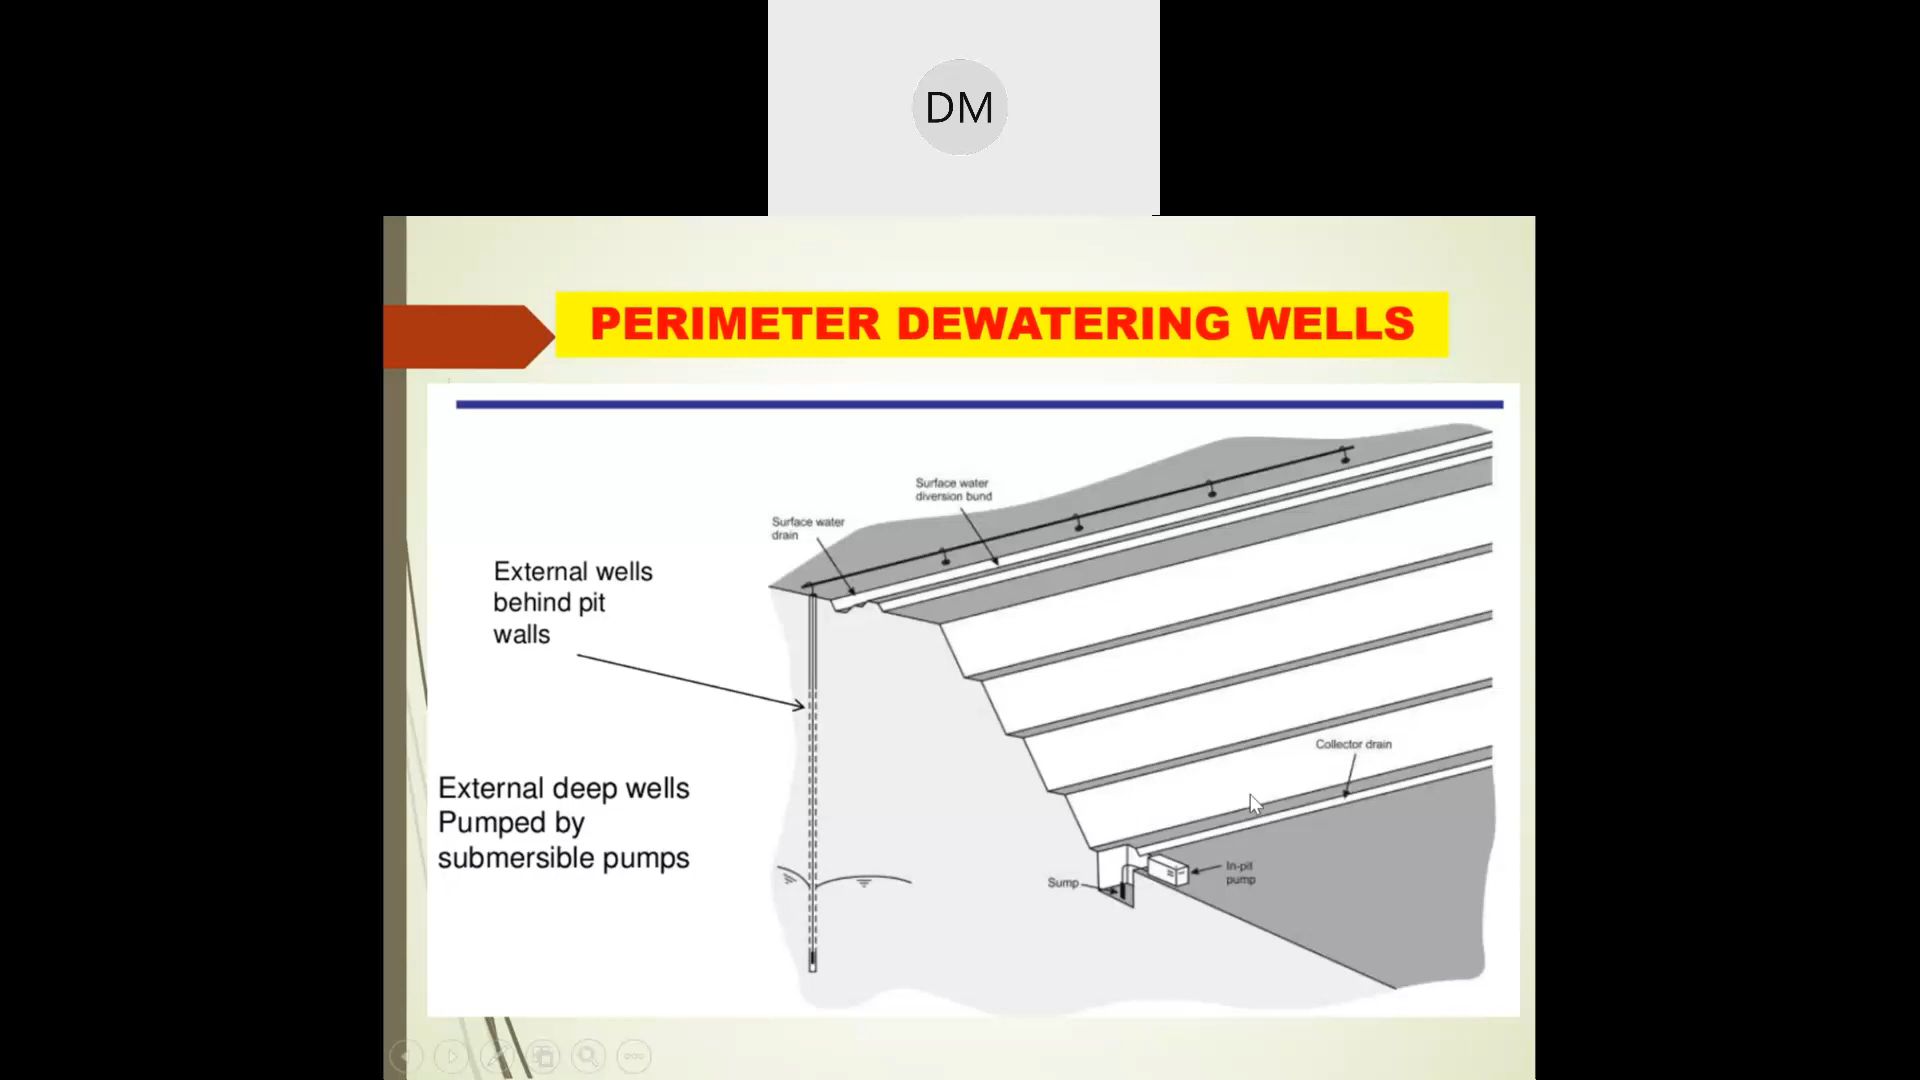 DM
PERIMETER DEWATERING WELLS
Surface water
diversion bund
Surface water
drain
External wells
behind pit
walls
Collector drain
External deep wells
Pumped by
submersible pumps
In-pit
pump
Sump